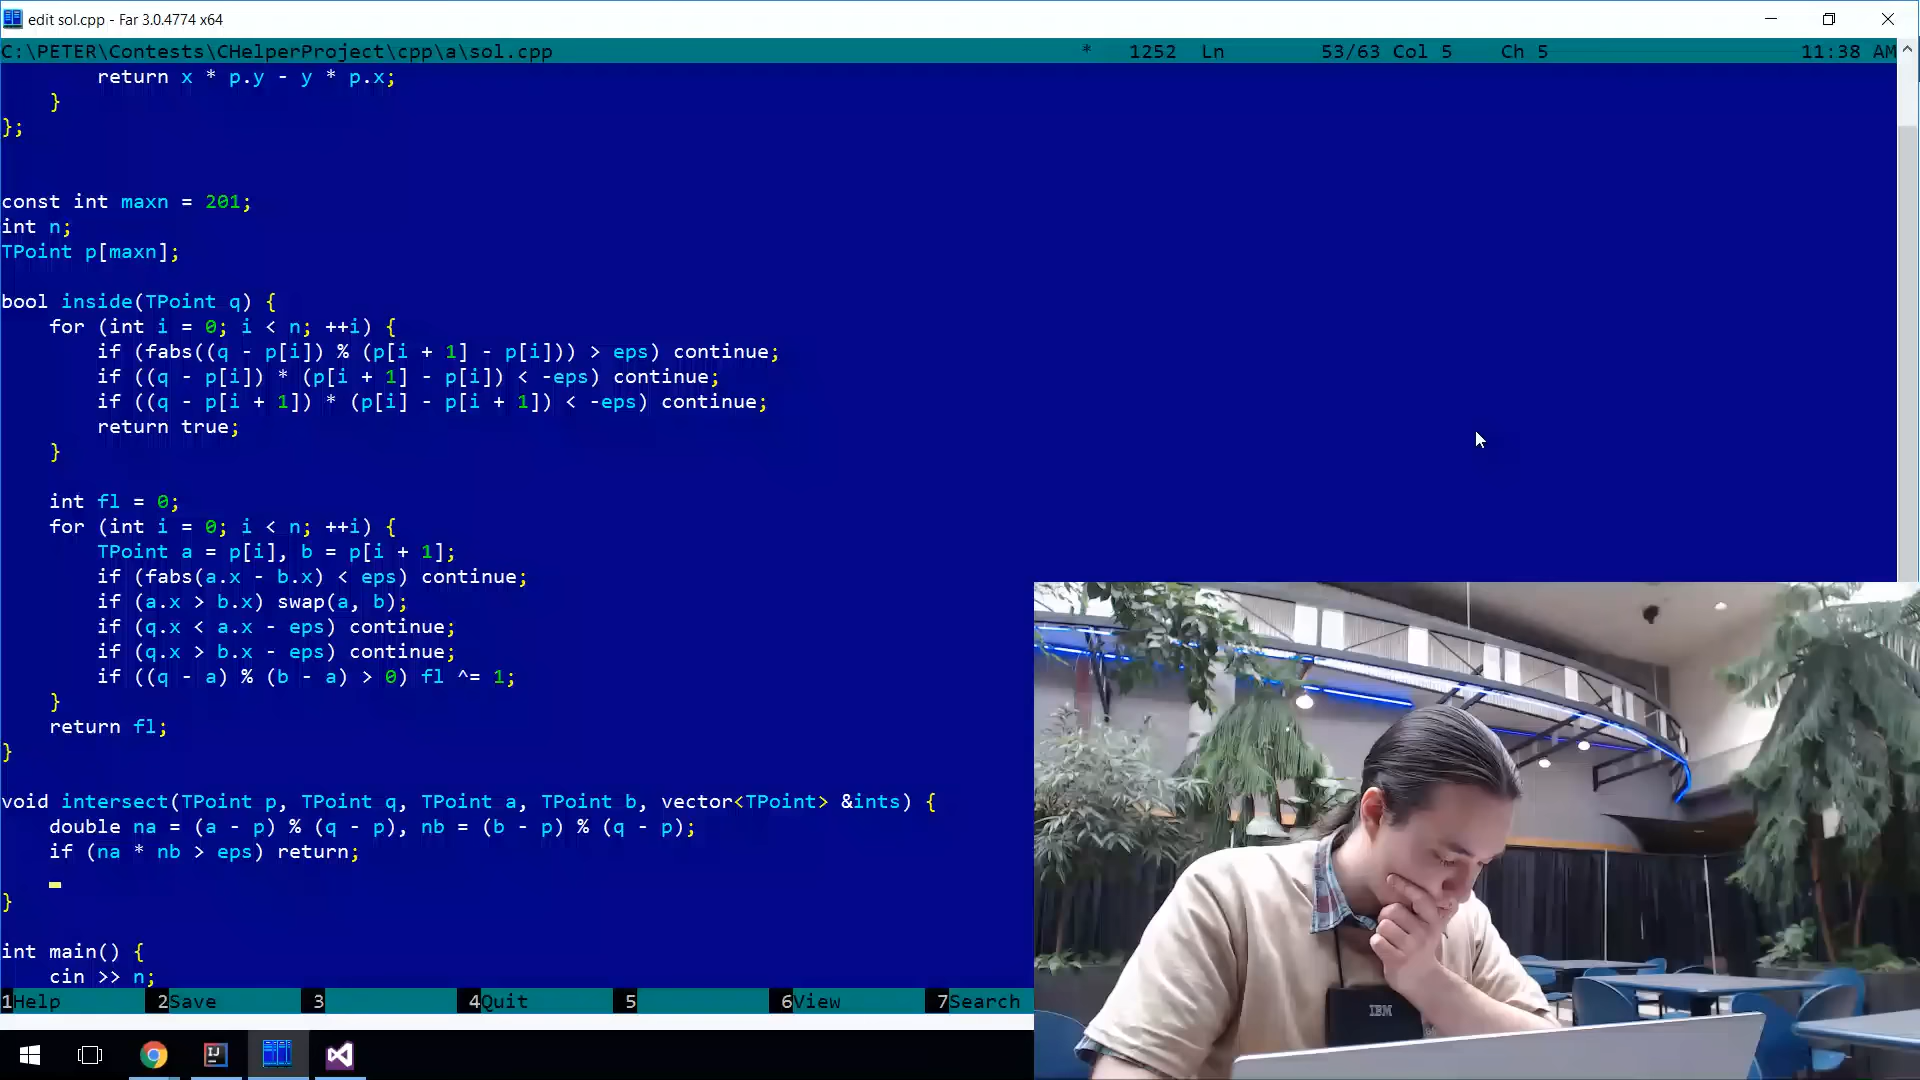 edit sol.cpp - Far 3.0.4774 x64
C:\PETER\Contests\CHelperProject\cpp\a\sol.cpp * 1252 Ln 53/63 Col 5 Ch 5 11:38 AM
return x * p.y - y * p.x;
}
};
const int maxn = 201;
int n;
TPoint p[maxn];
bool inside(TPoint q) {
for (int i = 0; i < n; ++i) {
if (fabs((q - p[i]) % (p[i + 1] - p[i])) > eps) continue;
if ((q - p[i]) * (p[i + 1] - p[i]) < -eps) continue;
if ((q - p[i + 1]) * (p[i] - p[i + 1]) < -eps) continue;
return true;
}
int fl = 0;
for (int i = 0; i < n; ++i) {
TPoint a = p[i], b = p[i + 1];
if (fabs(a.x - b.x) < eps) continue;
if (a.x > b.x) swap(a, b);
if (q.x < a.x - eps) continue;
if (q.x > b.x - eps) continue;
if ((q - a) % (b - a) > 0) fl ^= 1;
}
return fl;
}
void intersect(TPoint p, TPoint q, TPoint a, TPoint b, vector<TPoint> &ints) {
double na = (a - p) % (q - p), nb = (b - p) % (q - p);
if (na * nb > eps) return;
}
int main() {
cin >> n;
1Help 2Save 3 4Quit 5 6View 7Search
IJ
IBM